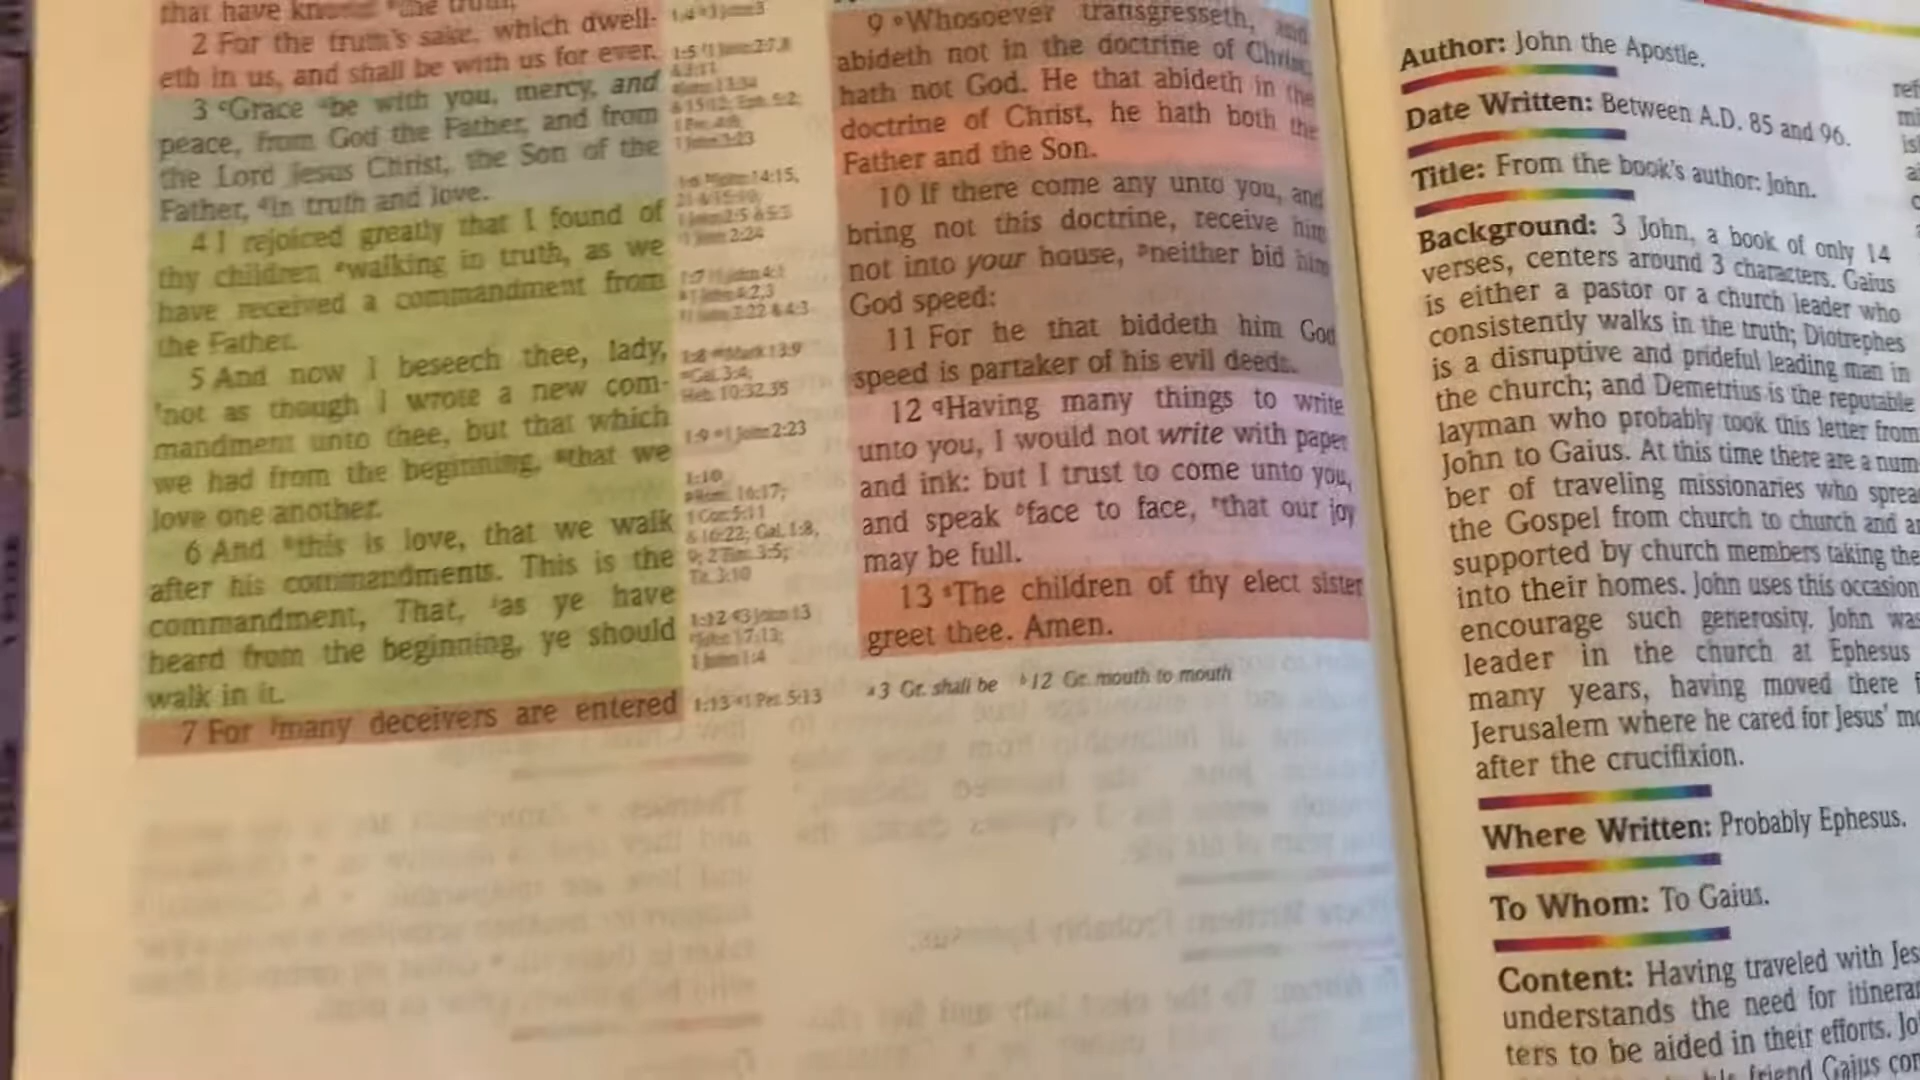 that have known the truth;
2 For the truth's sake, which dwell-
eth in us, and shall be with us for ever.
3 Grace be with you, mercy, and
peace, from God the Father, and from
the Lord Jesus Christ, the Son of the
Father, in truth and love.
4 I rejoiced greatly that I found of
thy children walking in truth, as we
have received a commandment from
the Father.
5 And now I beseech thee, lady,
not as though I wrote a new com-
mandment unto thee, but that which
we had from the beginning, that we
love one another.
6 And this is love, that we walk
after his commandments. This is the
commandment, That, as ye have
heard from the beginning, ye should
walk in it.
7 For many deceivers are entered
1:4 3 John 3
1:5 1 John 2:7,8
& 3:11
John 13:34
& 15:12; Eph. 5:2;
1 John 3:23
John 14:15,
1 John 2:5 & 5:3
1 John 2:24
1 John 4:1
1 John 4:2,3
1 John 2:22 & 4:3
1:8 Mark 13:9
Gal. 3:4;
Heb. 10:32,35
1:9 1 John 2:23
1:10
Rom. 16:17;
1 Cor. 5:11
& 16:22; Gal. 1:8,
9; 2 Tim. 3:5;
Tit. 3:10
1:12 3 John 13
John 17:13;
1 John 1:4
1:13 1 Pet. 5:13
9 Whosoever transgresseth, and
abideth not in the doctrine of Christ,
hath not God. He that abideth in the
doctrine of Christ, he hath both the
Father and the Son.
10 If there come any unto you, and
bring not this doctrine, receive him
not into your house, neither bid him
God speed:
11 For he that biddeth him God
speed is partaker of his evil deeds.
12 Having many things to write
unto you, I would not write with paper
and ink: but I trust to come unto you,
and speak face to face, that our joy
may be full.
13 The children of thy elect sister
greet thee. Amen.
a 3 Gr. shall be b 12 Gr. mouth to mouth
Author: John the Apostle.
Date Written: Between A.D. 85 and 96.
Title: From the book's author: John.
Background: 3 John, a book of only 14
verses, centers around 3 characters. Gaius
is either a pastor or a church leader who
consistently walks in the truth; Diotrephes
is a disruptive and prideful leading man in
the church; and Demetrius is the reputable
layman who probably took this letter from
John to Gaius. At this time there are a num
ber of traveling missionaries who sprea
the Gospel from church to church and ar
supported by church members taking the
into their homes. John uses this occasion
encourage such generosity. John was
leader in the church at Ephesus
many years, having moved there f
Jerusalem where he cared for Jesus' mo
after the crucifixion.
Where Written: Probably Ephesus.
To Whom: To Gaius.
Content: Having traveled with Jes
understands the need for itinerar
ters to be aided in their efforts. Jo
friend Gaius con
ref
mi